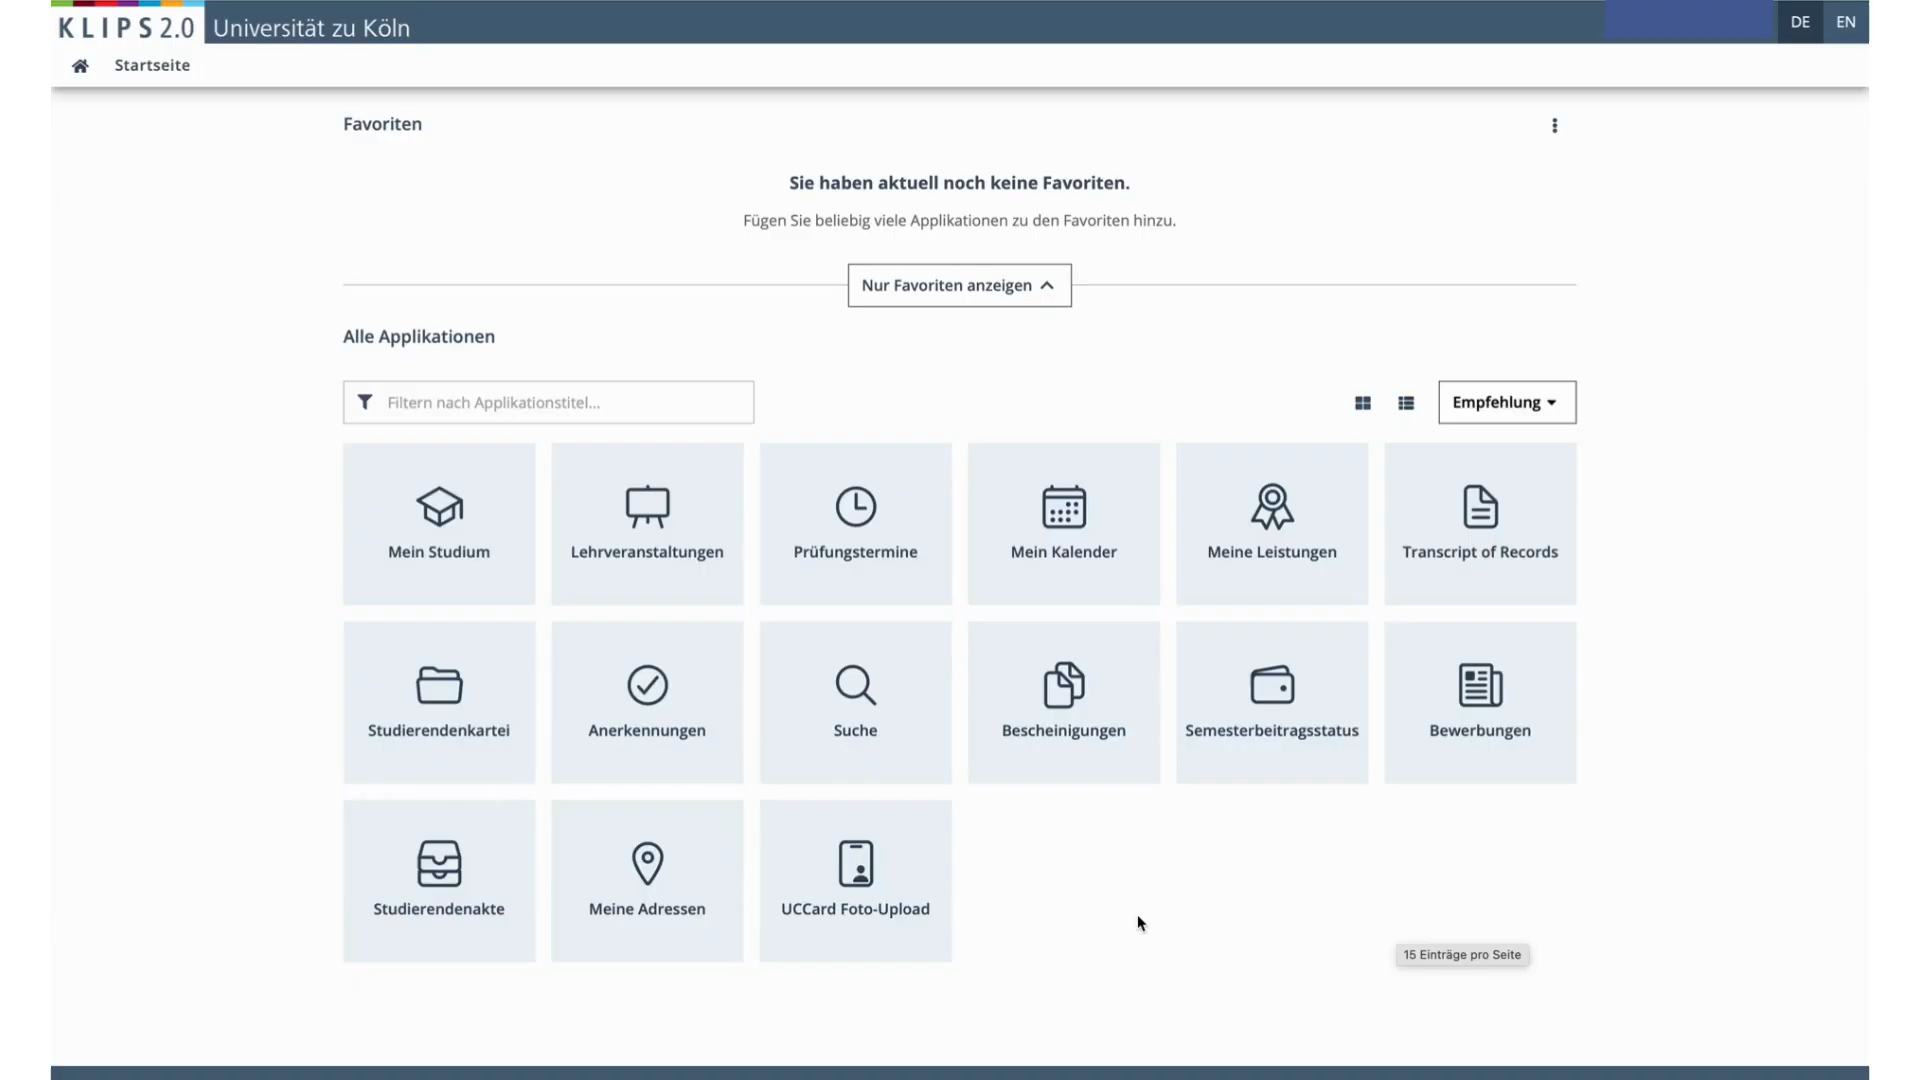 KLIPS 2.0 Universität zu Köln DE EN
Startseite
Favoriten
Sie haben aktuell noch keine Favoriten.
Fügen Sie beliebig viele Applikationen zu den Favoriten hinzu.
Nur Favoriten anzeigen
Alle Applikationen
Filtern nach Applikationstitel...
Empfehlung
Mein Studium
Lehrveranstaltungen
Prüfungstermine
Mein Kalender
Meine Leistungen
Transcript of Records
Studierendenkartei
Anerkennungen
Suche
Bescheinigungen
Semesterbeitragsstatus
Bewerbungen
Studierendenakte
Meine Adressen
UCCard Foto-Upload
15 Einträge pro Seite